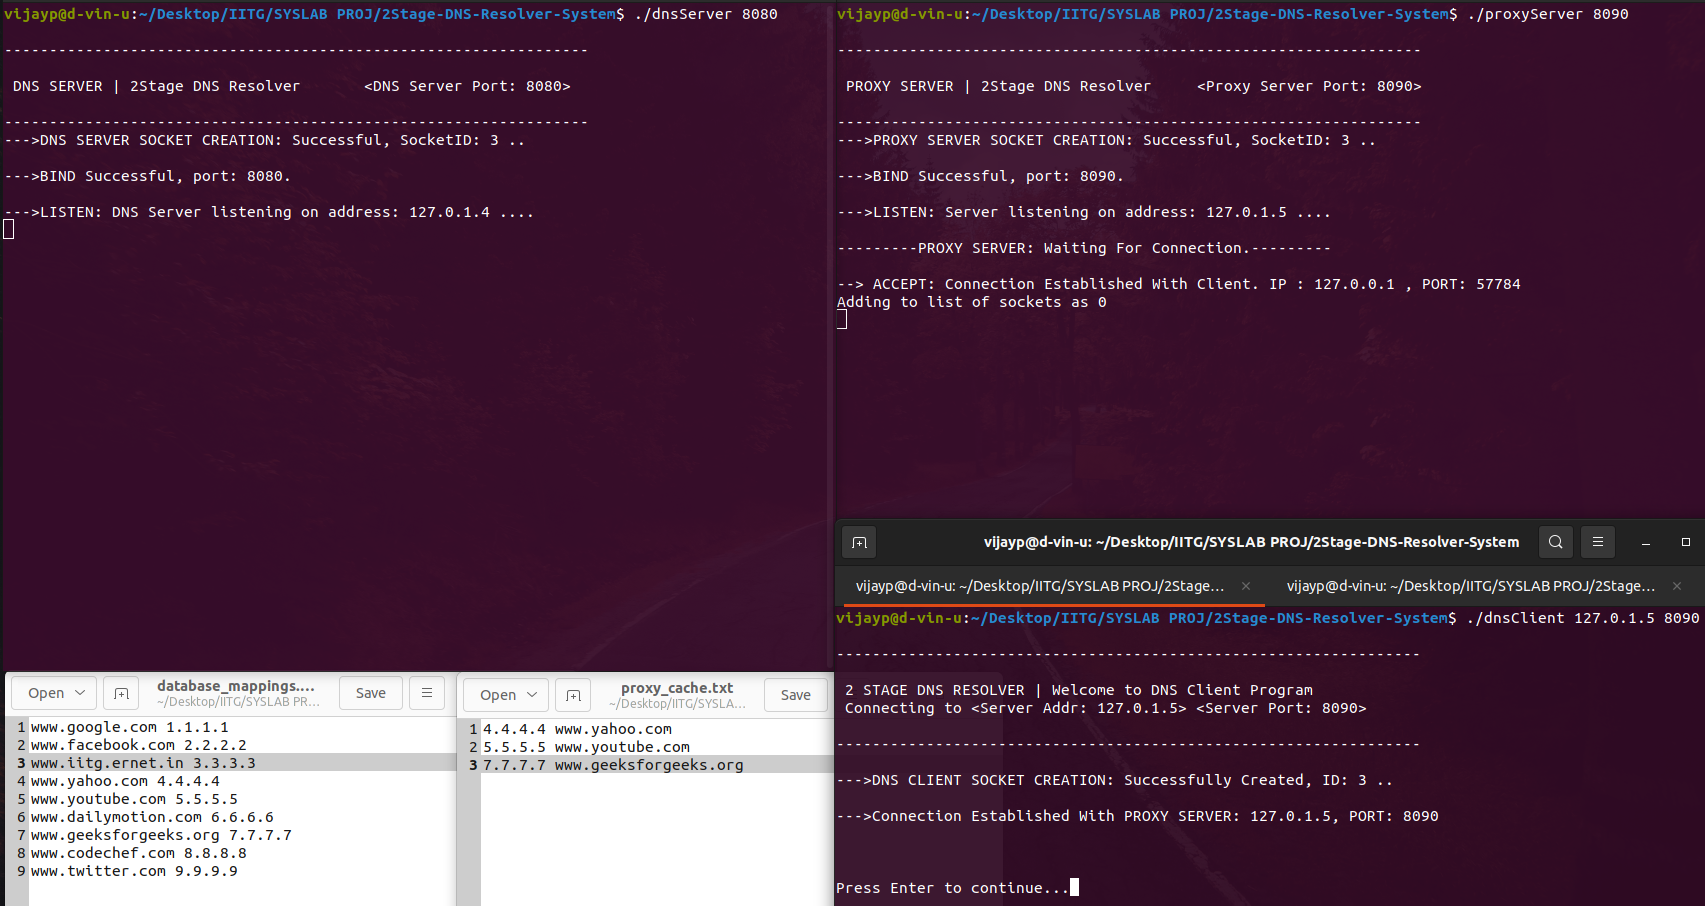 vijayp@d-vin-u:~/Desktop/IITG/SYSLAB PROJ/2Stage-DNS-Resolver-System$ ./dnsServer 8080
-----------------------------------------------------------------
DNS SERVER | 2Stage DNS Resolver <DNS Server Port: 8080>
-----------------------------------------------------------------
--->DNS SERVER SOCKET CREATION: Successful, SocketID: 3 ..
--->BIND Successful, port: 8080.
--->LISTEN: DNS Server listening on address: 127.0.1.4 ....
vijayp@d-vin-u:~/Desktop/IITG/SYSLAB PROJ/2Stage-DNS-Resolver-System$ ./proxyServer 8090
-----------------------------------------------------------------
PROXY SERVER | 2Stage DNS Resolver <Proxy Server Port: 8090>
-----------------------------------------------------------------
--->PROXY SERVER SOCKET CREATION: Successful, SocketID: 3 ..
--->BIND Successful, port: 8090.
--->LISTEN: Server listening on address: 127.0.1.5 ....
---------PROXY SERVER: Waiting For Connection.---------
--> ACCEPT: Connection Established With Client. IP : 127.0.0.1 , PORT: 57784
Adding to list of sockets as 0
Open database_mappings.... Save
~/Desktop/IITG/SYSLAB PR...
1 www.google.com 1.1.1.1
2 www.facebook.com 2.2.2.2
3 www.iitg.ernet.in 3.3.3.3
4 www.yahoo.com 4.4.4.4
5 www.youtube.com 5.5.5.5
6 www.dailymotion.com 6.6.6.6
7 www.geeksforgeeks.org 7.7.7.7
8 www.codechef.com 8.8.8.8
9 www.twitter.com 9.9.9.9
Open proxy_cache.txt Save
~/Desktop/IITG/SYSLA...
1 4.4.4.4 www.yahoo.com
2 5.5.5.5 www.youtube.com
3 7.7.7.7 www.geeksforgeeks.org
vijayp@d-vin-u: ~/Desktop/IITG/SYSLAB PROJ/2Stage-DNS-Resolver-System
vijayp@d-vin-u: ~/Desktop/IITG/SYSLAB PROJ/2Stage... × vijayp@d-vin-u: ~/Desktop/IITG/SYSLAB PROJ/2Stage... ×
vijayp@d-vin-u:~/Desktop/IITG/SYSLAB PROJ/2Stage-DNS-Resolver-System$ ./dnsClient 127.0.1.5 8090
-----------------------------------------------------------------
2 STAGE DNS RESOLVER | Welcome to DNS Client Program
Connecting to <Server Addr: 127.0.1.5> <Server Port: 8090>
-----------------------------------------------------------------
--->DNS CLIENT SOCKET CREATION: Successfully Created, ID: 3 ..
--->Connection Established With PROXY SERVER: 127.0.1.5, PORT: 8090
Press Enter to continue...